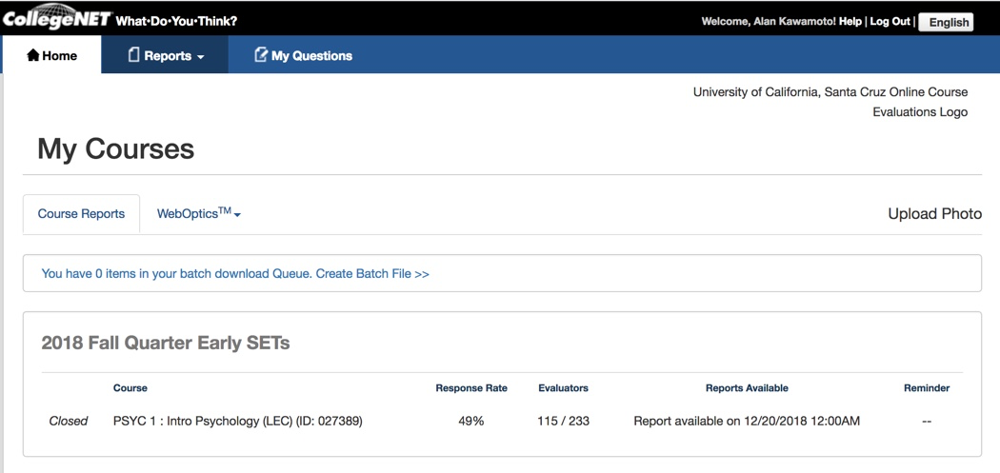 CollegeNET What•Do•You•Think?
Welcome, Alan Kawamoto! Help | Log Out | English
Home Reports My Questions
University of California, Santa Cruz Online Course
Evaluations Logo
My Courses
Course Reports WebOptics™ Upload Photo
You have 0 items in your batch download Queue. Create Batch File >>
2018 Fall Quarter Early SETs
Course Response Rate Evaluators Reports Available Reminder
Closed PSYC 1 : Intro Psychology (LEC) (ID: 027389) 49% 115 / 233 Report available on 12/20/2018 12:00AM --